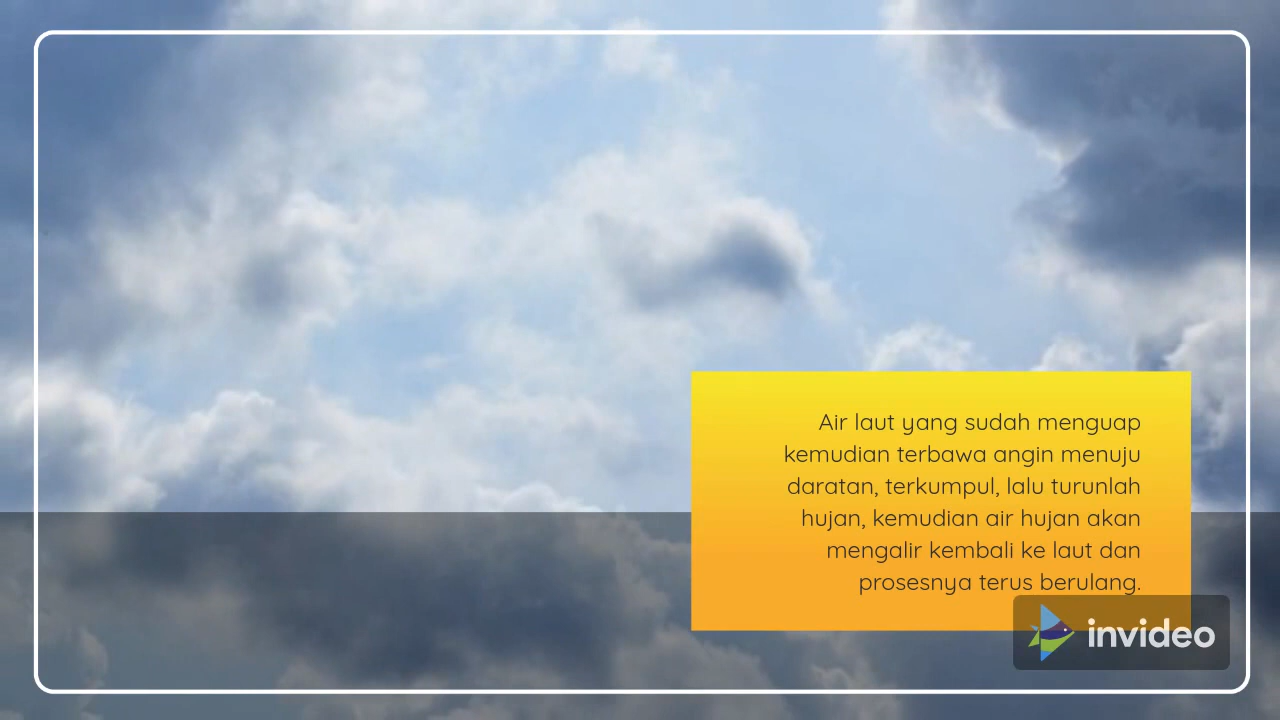 Air laut yang sudah menguap
kemudian terbawa angin menuju
daratan, terkumpul, lalu turunlah
hujan, kemudian air hujan akan
mengalir kembali ke laut dan
prosesnya terus berulang.
invideo